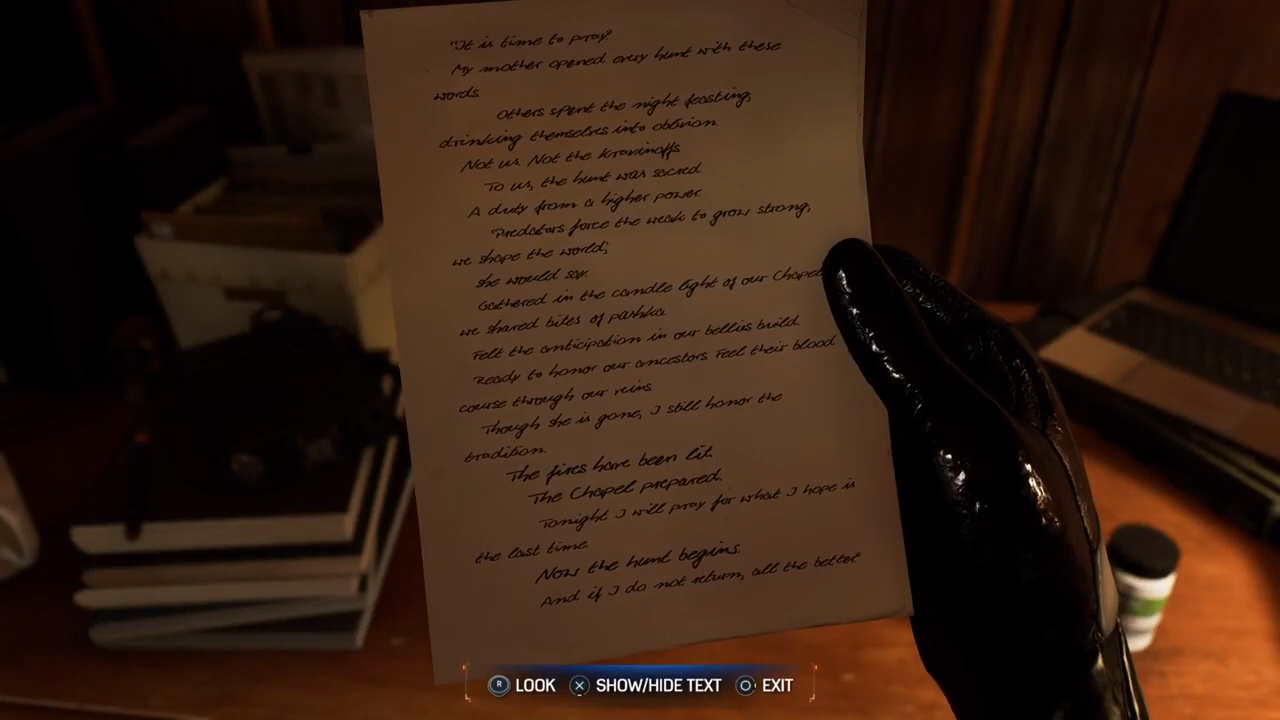 "It is time to pray."
My mother opened every hunt with these
words.
Others spent the night feasting,
drinking themselves into oblivion.
Not us. Not the Kravinoffs
To us, the hunt was sacred.
A duty from a higher power.
"Predators force the weak to grow strong,
we shape the world,"
she would say.
Gathered in the candle light of our Chapel
we shared bites of pashka.
Felt the anticipation in our bellies build.
Ready to honor our ancestors. Feel their blood
course through our veins
Though she is gone, I still honor the
tradition.
The fires have been lit.
The Chapel prepared.
Tonight I will pray for what I hope is
the last time.
Now the hunt begins.
And if I do not return, all the better."
R LOOK SHOW/HIDE TEXT EXIT